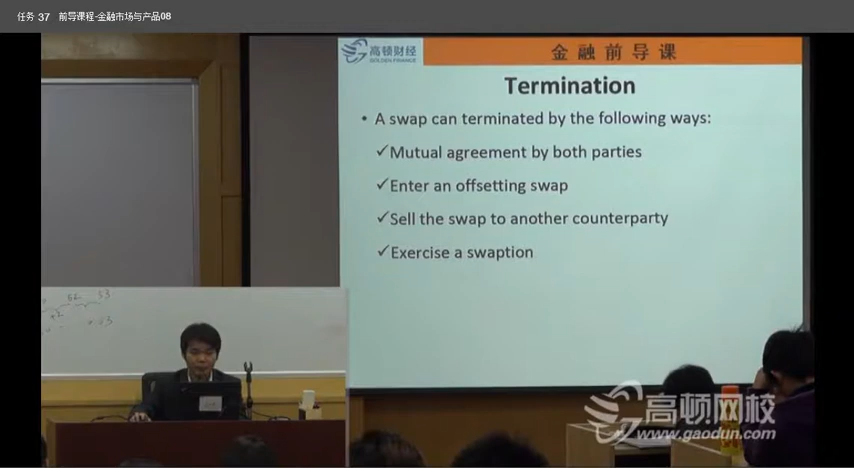 任务 37 前导课程-金融市场与产品08
高顿财经
GOLDEN FINANCE
金融前导课
Termination
• A swap can terminated by the following ways:
✓Mutual agreement by both parties
✓Enter an offsetting swap
✓Sell the swap to another counterparty
✓Exercise a swaption
高顿网校
www.gaodun.com